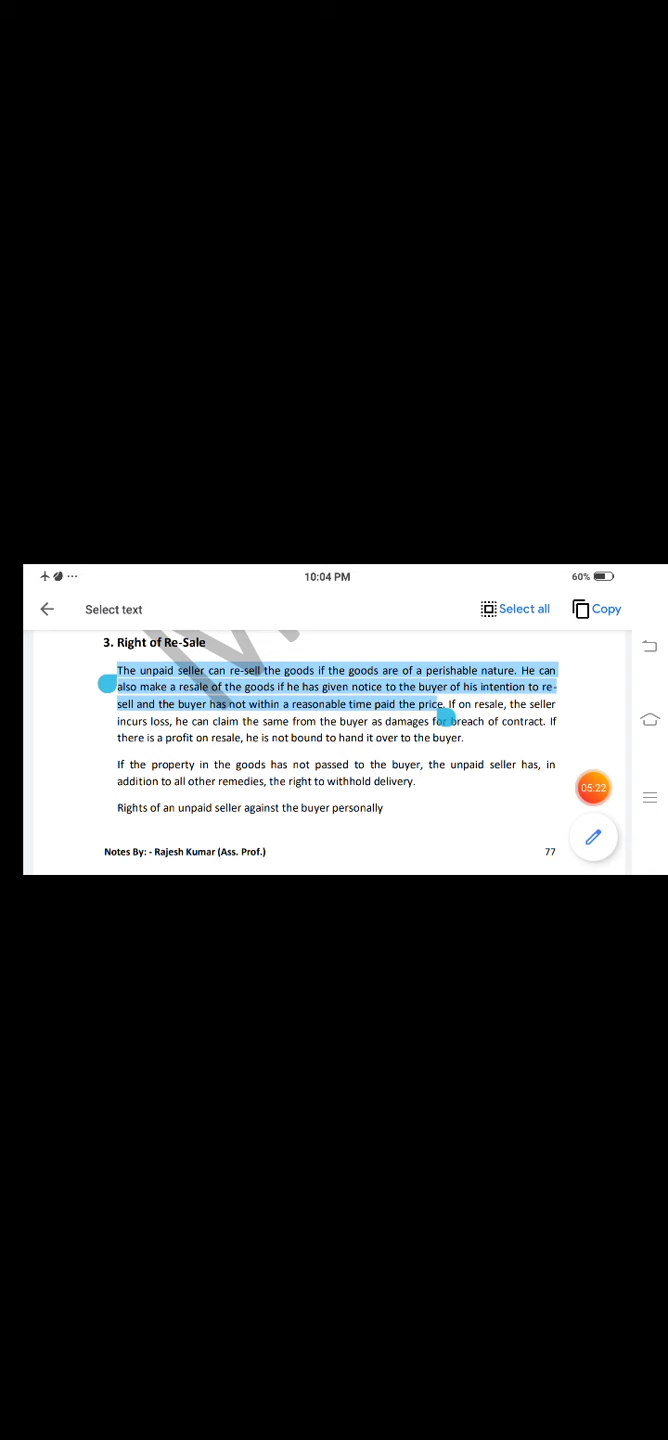 10:04 PM
60%
Select text
Select all
Copy
3. Right of Re-Sale
The unpaid seller can re-sell the goods if the goods are of a perishable nature. He can
also make a resale of the goods if he has given notice to the buyer of his intention to re-
sell and the buyer has not within a reasonable time paid the price. If on resale, the seller
incurs loss, he can claim the same from the buyer as damages for breach of contract. If
there is a profit on resale, he is not bound to hand it over to the buyer.
If the property in the goods has not passed to the buyer, the unpaid seller has, in
addition to all other remedies, the right to withhold delivery.
05:22
Rights of an unpaid seller against the buyer personally
Notes By: - Rajesh Kumar (Ass. Prof.)
77